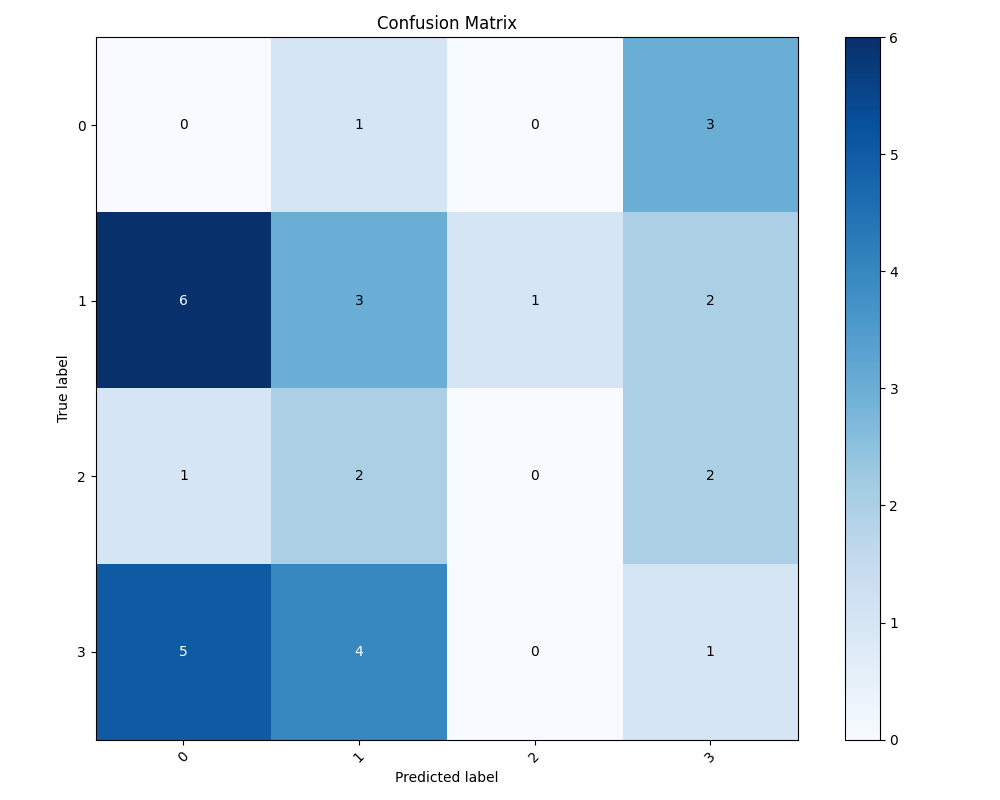 Confusion Matrix
0 0 1 0 3
1 6 3 1 2
2 1 2 0 2
3 5 4 0 1
0 1 2 3
True label
Predicted label
6
5
4
3
2
1
0